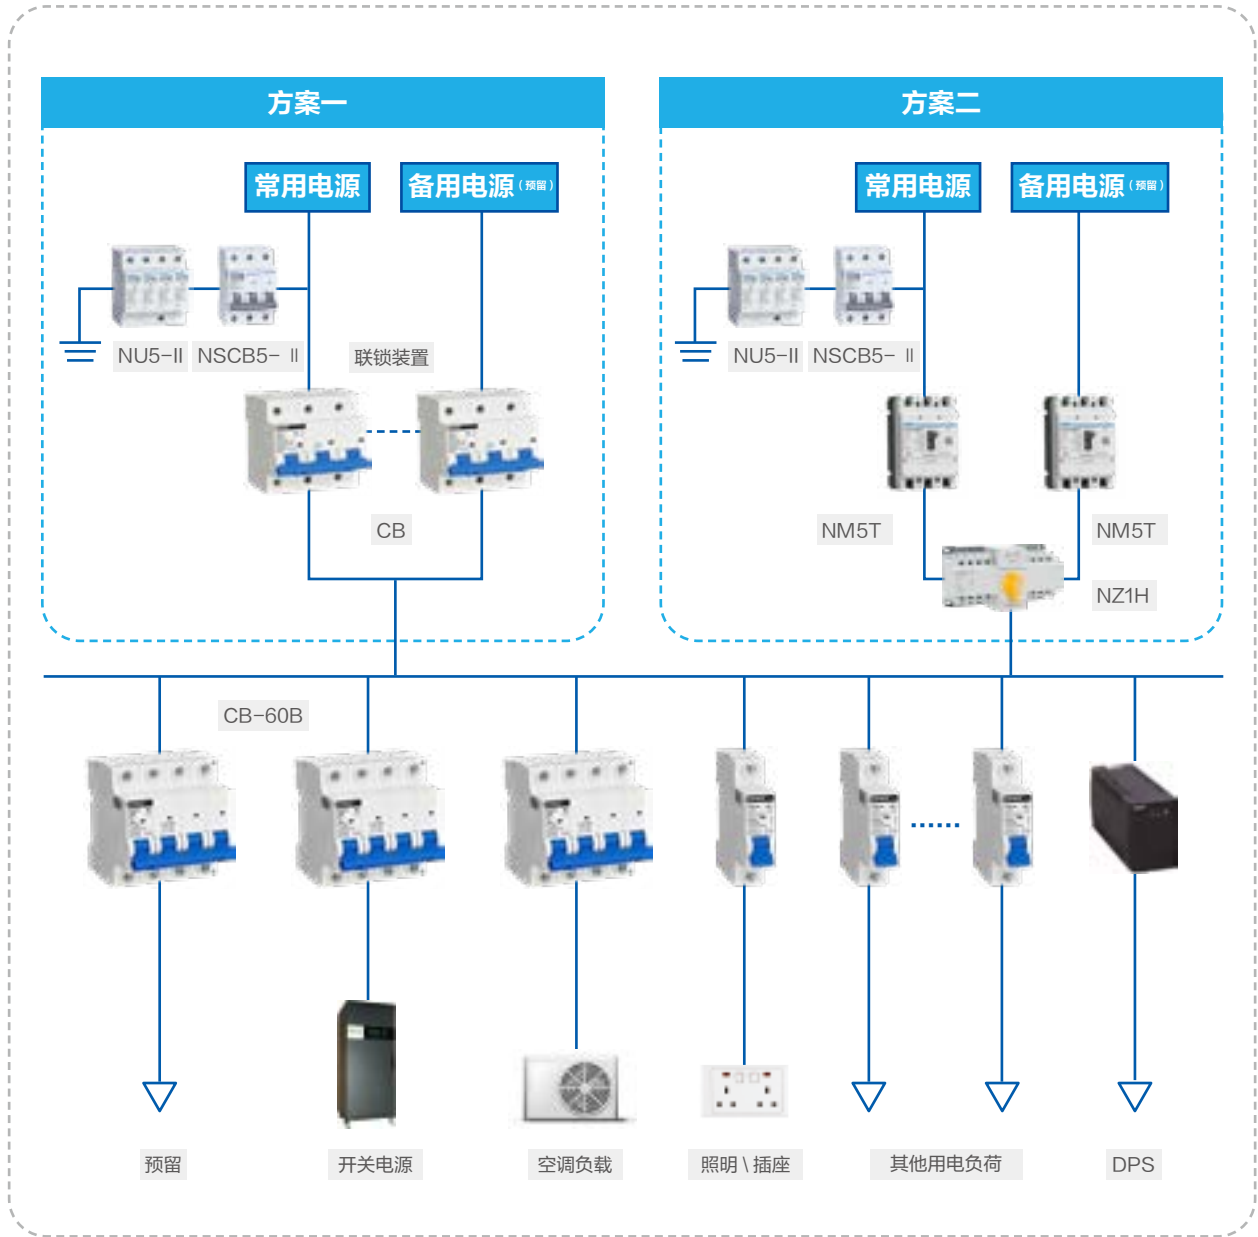 方案一
方案二
常用电源
备用电源(预留)
常用电源
备用电源(预留)
NU5-II
NSCB5-Ⅱ
联锁装置
NU5-II
NSCB5-Ⅱ
CB
NM5T
NM5T
NZ1H
CB-60B
预留
开关电源
空调负载
照明\插座
其他用电负荷
DPS